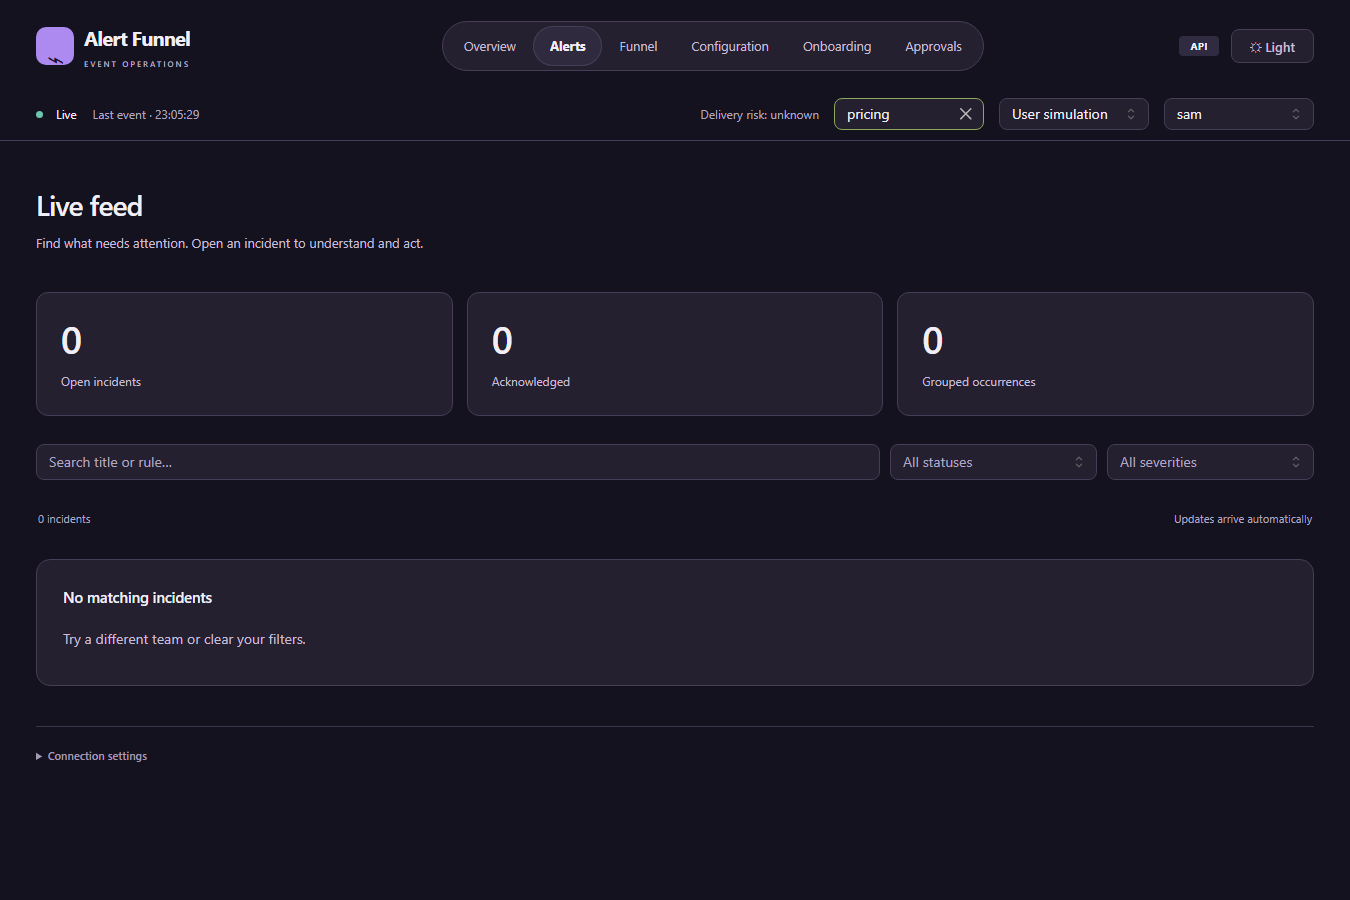 Alert Funnel
EVENT OPERATIONS
Overview
Alerts
Funnel
Configuration
Onboarding
Approvals
API
Light
Live
Last event · 23:05:29
Delivery risk: unknown
pricing
User simulation
sam
Live feed
Find what needs attention. Open an incident to understand and act.
0
Open incidents
0
Acknowledged
0
Grouped occurrences
Search title or rule...
All statuses
All severities
0 incidents
Updates arrive automatically
No matching incidents
Try a different team or clear your filters.
Connection settings